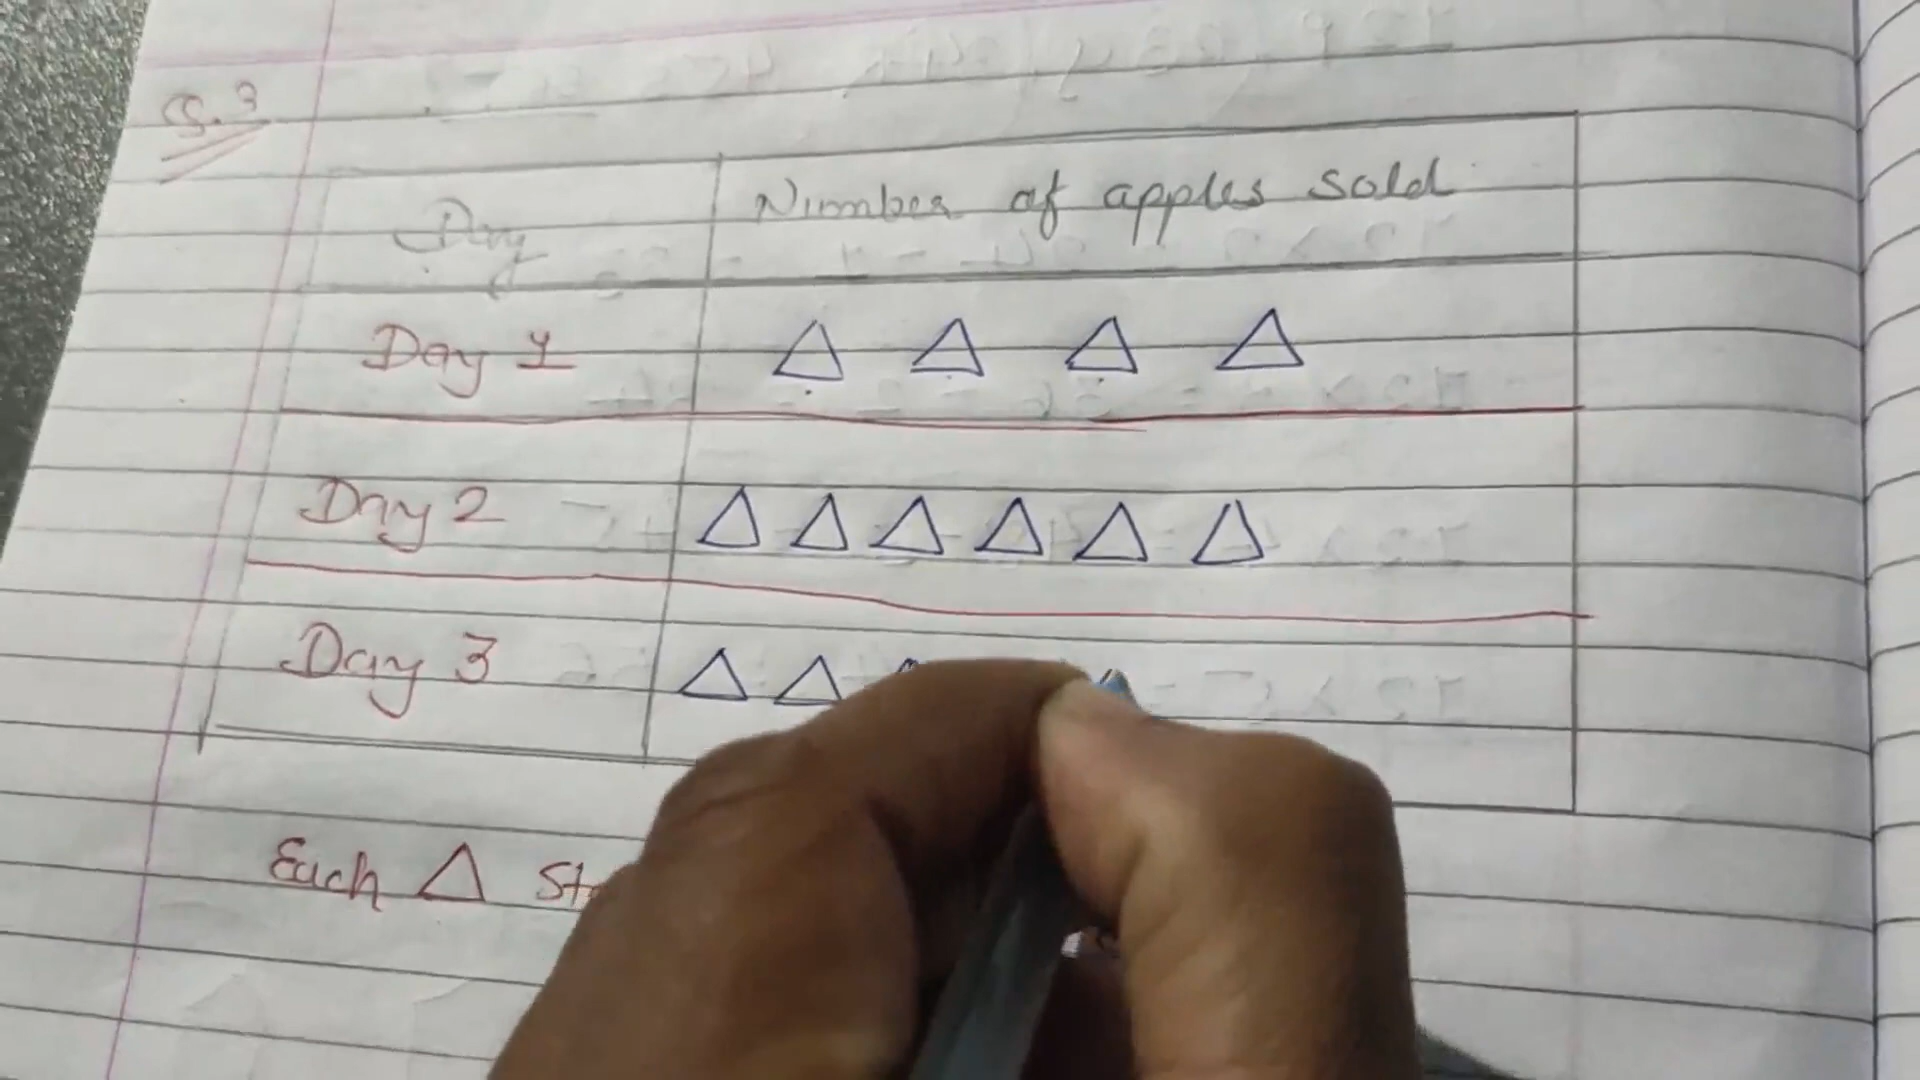 Q.3
Day Number of apples sold
Day 1 △ △ △ △
Day 2 △ △ △ △ △ △
Day 3 △ △
Each △